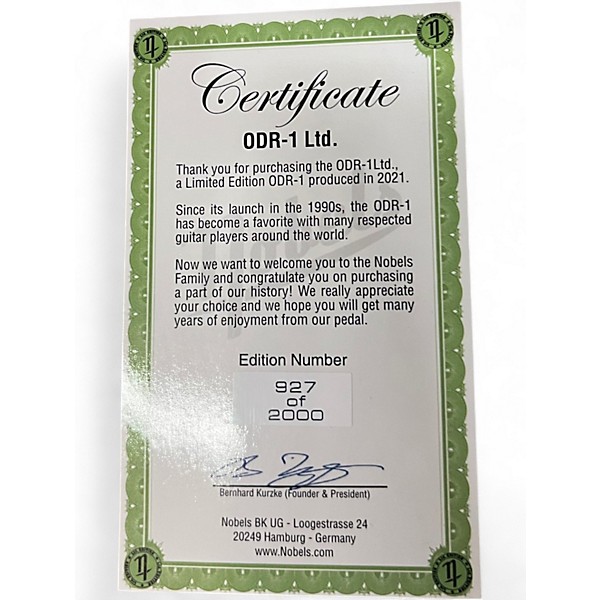 Certificate
ODR-1 Ltd.
Thank you for purchasing the ODR-1Ltd.,
a Limited Edition ODR-1 produced in 2021.
Since its launch in the 1990s, the ODR-1
has become a favorite with many respected
guitar players around the world.
Now we want to welcome you to the Nobels
Family and congratulate you on purchasing
a part of our history! We really appreciate
your choice and we hope you will get many
years of enjoyment from our pedal.
Edition Number
927
of
2000
Bernhard Kurzke (Founder & President)
Nobels BK UG - Loogestrasse 24
20249 Hamburg - Germany
www.Nobels.com